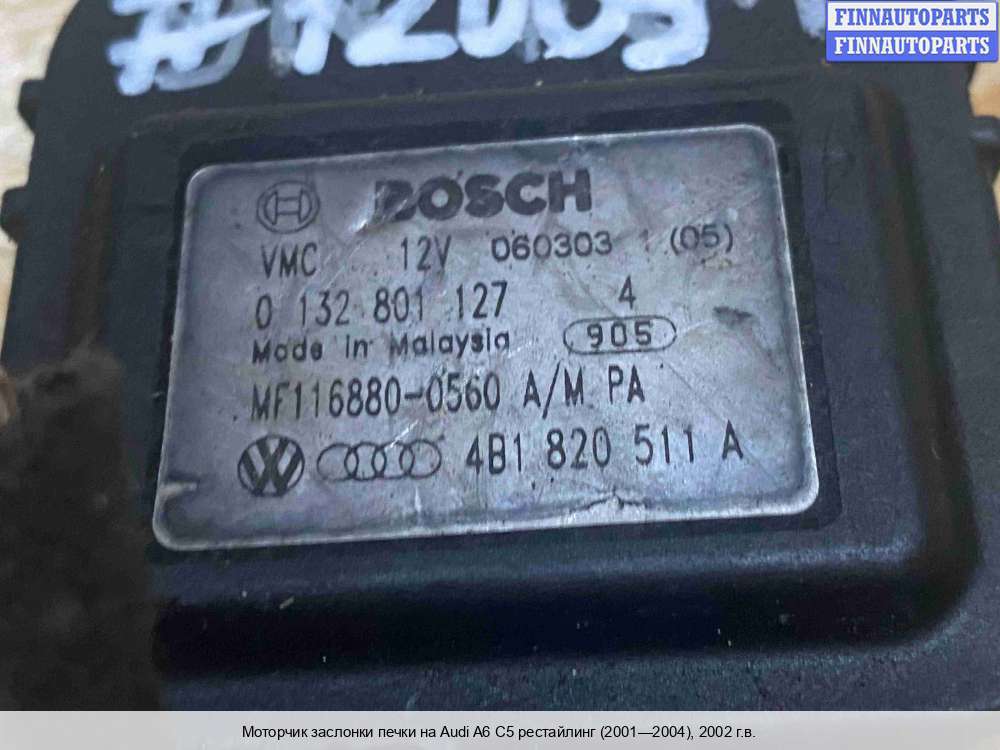 #12009
FINNAUTOPARTS
FINNAUTOPARTS
BOSCH
VMC 12V 060303 1 (05)
0 132 801 127 4
Made in Malaysia 905
MF116880-0560 A/M PA
4B1 820 511 A
Моторчик заслонки печки на Audi A6 C5 рестайлинг (2001—2004), 2002 г.в.